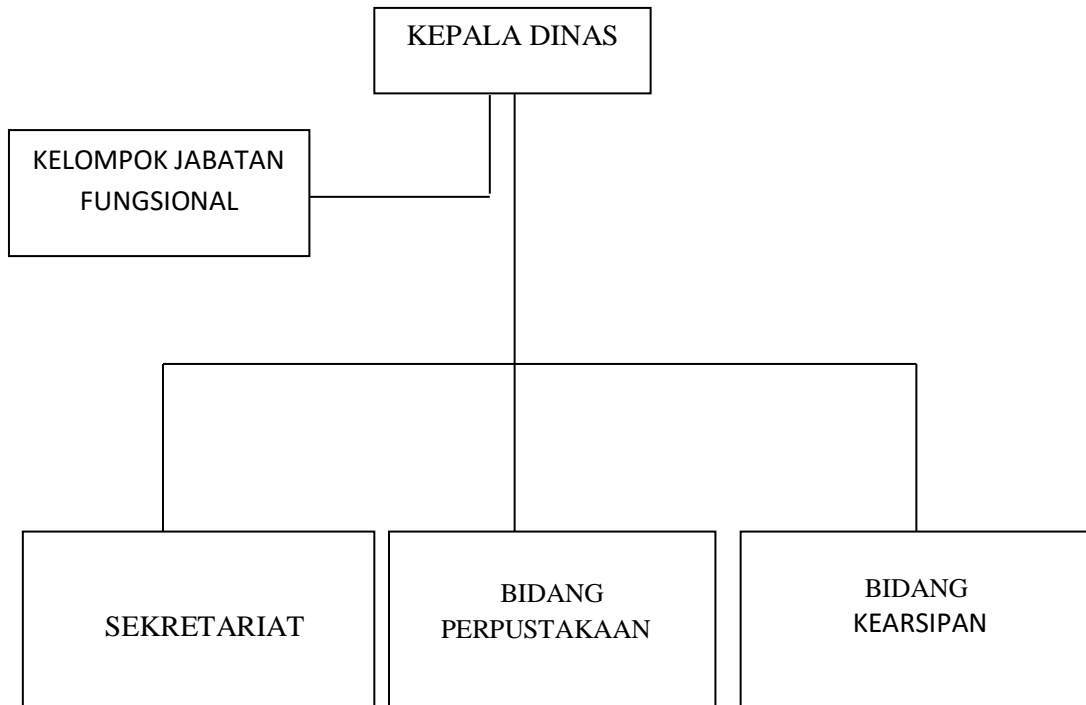 KEPALA DINAS
KELOMPOK JABATAN
FUNGSIONAL
SEKRETARIAT
BIDANG
PERPUSTAKAAN
BIDANG
KEARSIPAN